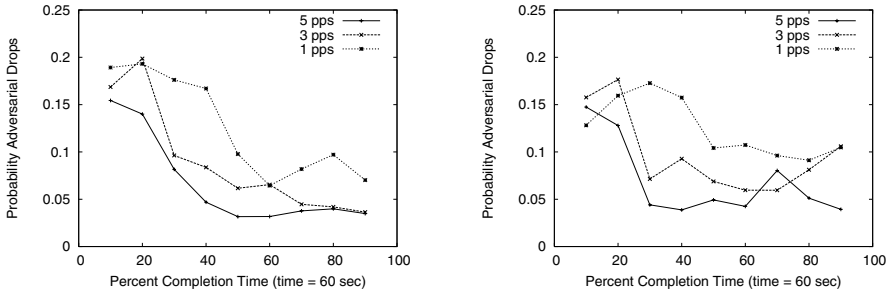 0.25
0.2
0.15
0.1
0.05
0
Probability Adversarial Drops
5 pps
3 pps
1 pps
0 20 40 60 80 100
Percent Completion Time (time = 60 sec)
0.25
0.2
0.15
0.1
0.05
0
Probability Adversarial Drops
5 pps
3 pps
1 pps
0 20 40 60 80 100
Percent Completion Time (time = 60 sec)